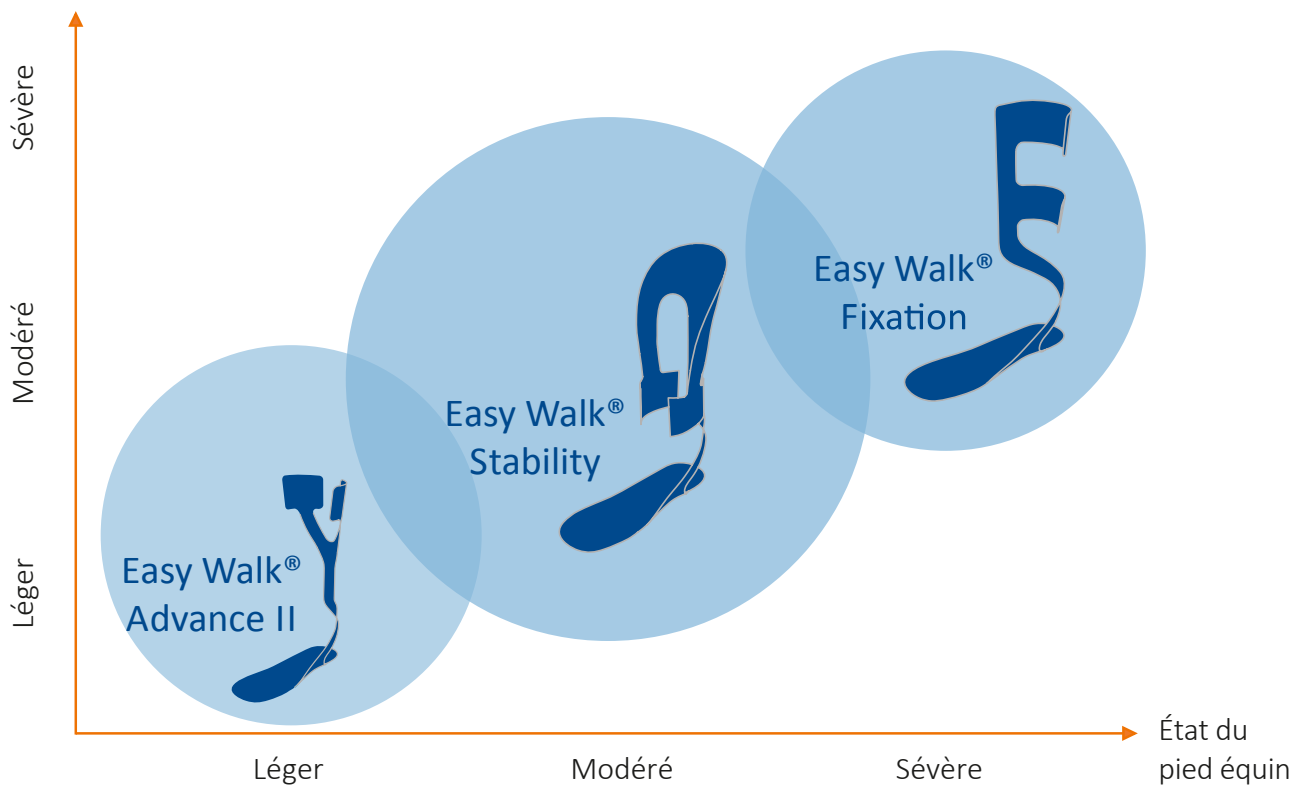 Sévère
Modéré
Léger
Easy Walk®
Fixation
Easy Walk®
Stability
Easy Walk®
Advance II
Léger
Modéré
Sévère
État du
pied équin